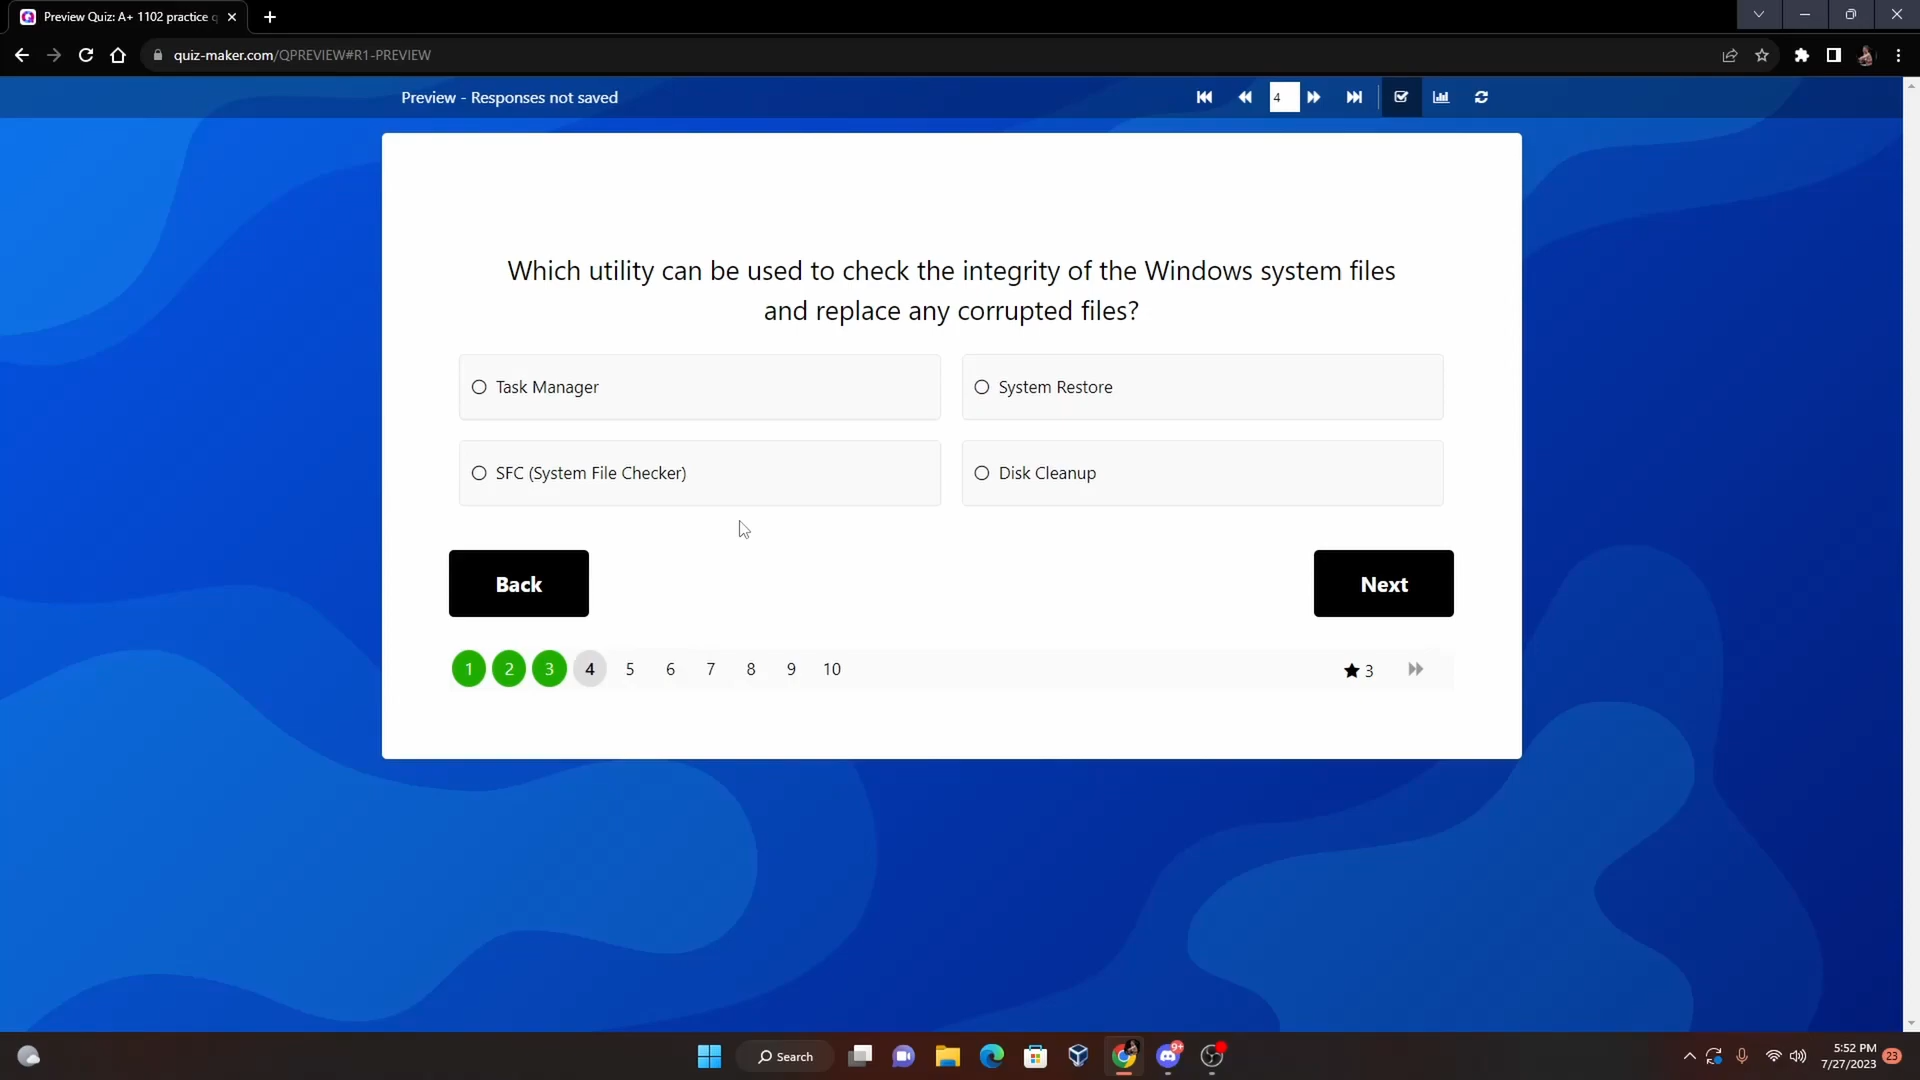 Preview Quiz: A+ 1102 practice q
quiz-maker.com/QPREVIEW#R1-PREVIEW
Preview - Responses not saved
4
Which utility can be used to check the integrity of the Windows system files
and replace any corrupted files?
Task Manager
System Restore
SFC (System File Checker)
Disk Cleanup
Back
Next
1 2 3 4 5 6 7 8 9 10
3
Search
9+
5:52 PM
7/27/2023
23